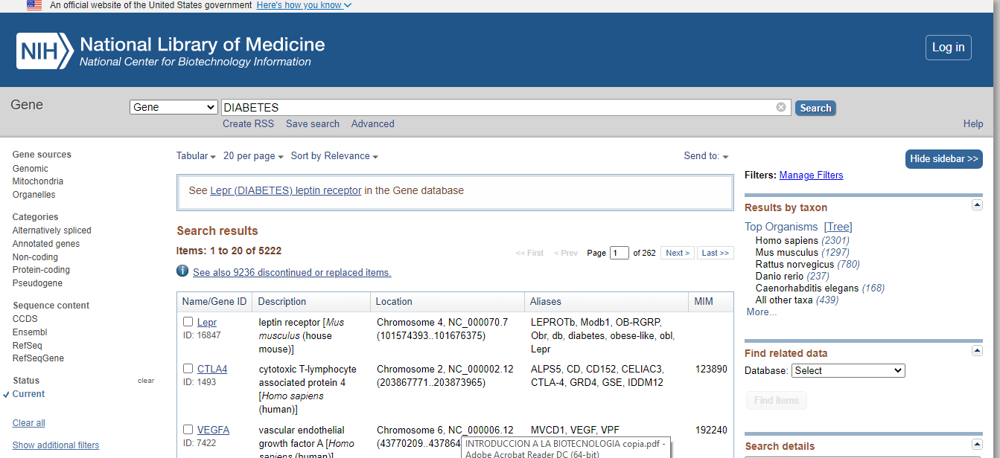 An official website of the United States government Here's how you know
NIH National Library of Medicine
National Center for Biotechnology Information
Log in
Gene
Gene DIABETES Search
Create RSS Save search Advanced
Help
Gene sources
Genomic
Mitochondria
Organelles
Categories
Alternatively spliced
Annotated genes
Non-coding
Protein-coding
Pseudogene
Sequence content
CCDS
Ensembl
RefSeq
RefSeqGene
Status clear
Current
Clear all
Show additional filters
Tabular 20 per page Sort by Relevance Send to:
See Lepr (DIABETES) leptin receptor in the Gene database
Search results
Items: 1 to 20 of 5222
<< First < Prev Page 1 of 262 Next > Last >>
See also 9236 discontinued or replaced items.
Name/Gene ID Description Location Aliases MIM
Lepr leptin receptor [Mus Chromosome 4, NC_000070.7 LEPROTb, Modb1, OB-RGRP,
ID: 16847 musculus (house (101574393..101676375) Obr, db, diabetes, obese-like, obl,
mouse)] Lepr
CTLA4 cytotoxic T-lymphocyte Chromosome 2, NC_000002.12 ALPS5, CD, CD152, CELIAC3, 123890
ID: 1493 associated protein 4 (203867771..203873965) CTLA-4, GRD4, GSE, IDDM12
[Homo sapiens
(human)]
VEGFA vascular endothelial Chromosome 6, NC_000006.12 MVCD1, VEGF, VPF 192240
ID: 7422 growth factor A [Homo (43770209..437864
sapiens (human)]
INTRODUCCION A LA BIOTECNOLOGIA copia.pdf -
Adobe Acrobat Reader DC (64-bit)
Hide sidebar >>
Filters: Manage Filters
Results by taxon
Top Organisms [Tree]
Homo sapiens (2301)
Mus musculus (1297)
Rattus norvegicus (780)
Danio rerio (237)
Caenorhabditis elegans (168)
All other taxa (439)
More...
Find related data
Database: Select
Find items
Search details